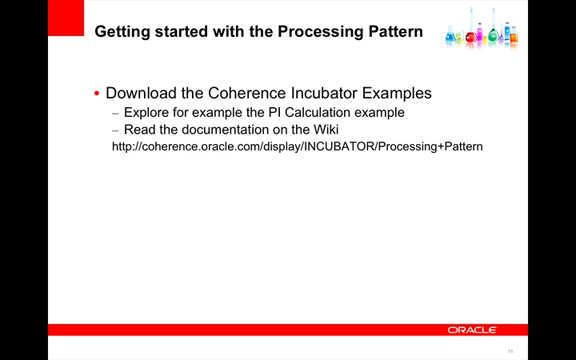 Getting started with the Processing Pattern
• Download the Coherence Incubator Examples
– Explore for example the PI Calculation example
– Read the documentation on the Wiki
http://coherence.oracle.com/display/INCUBATOR/Processing+Pattern
ORACLE
11